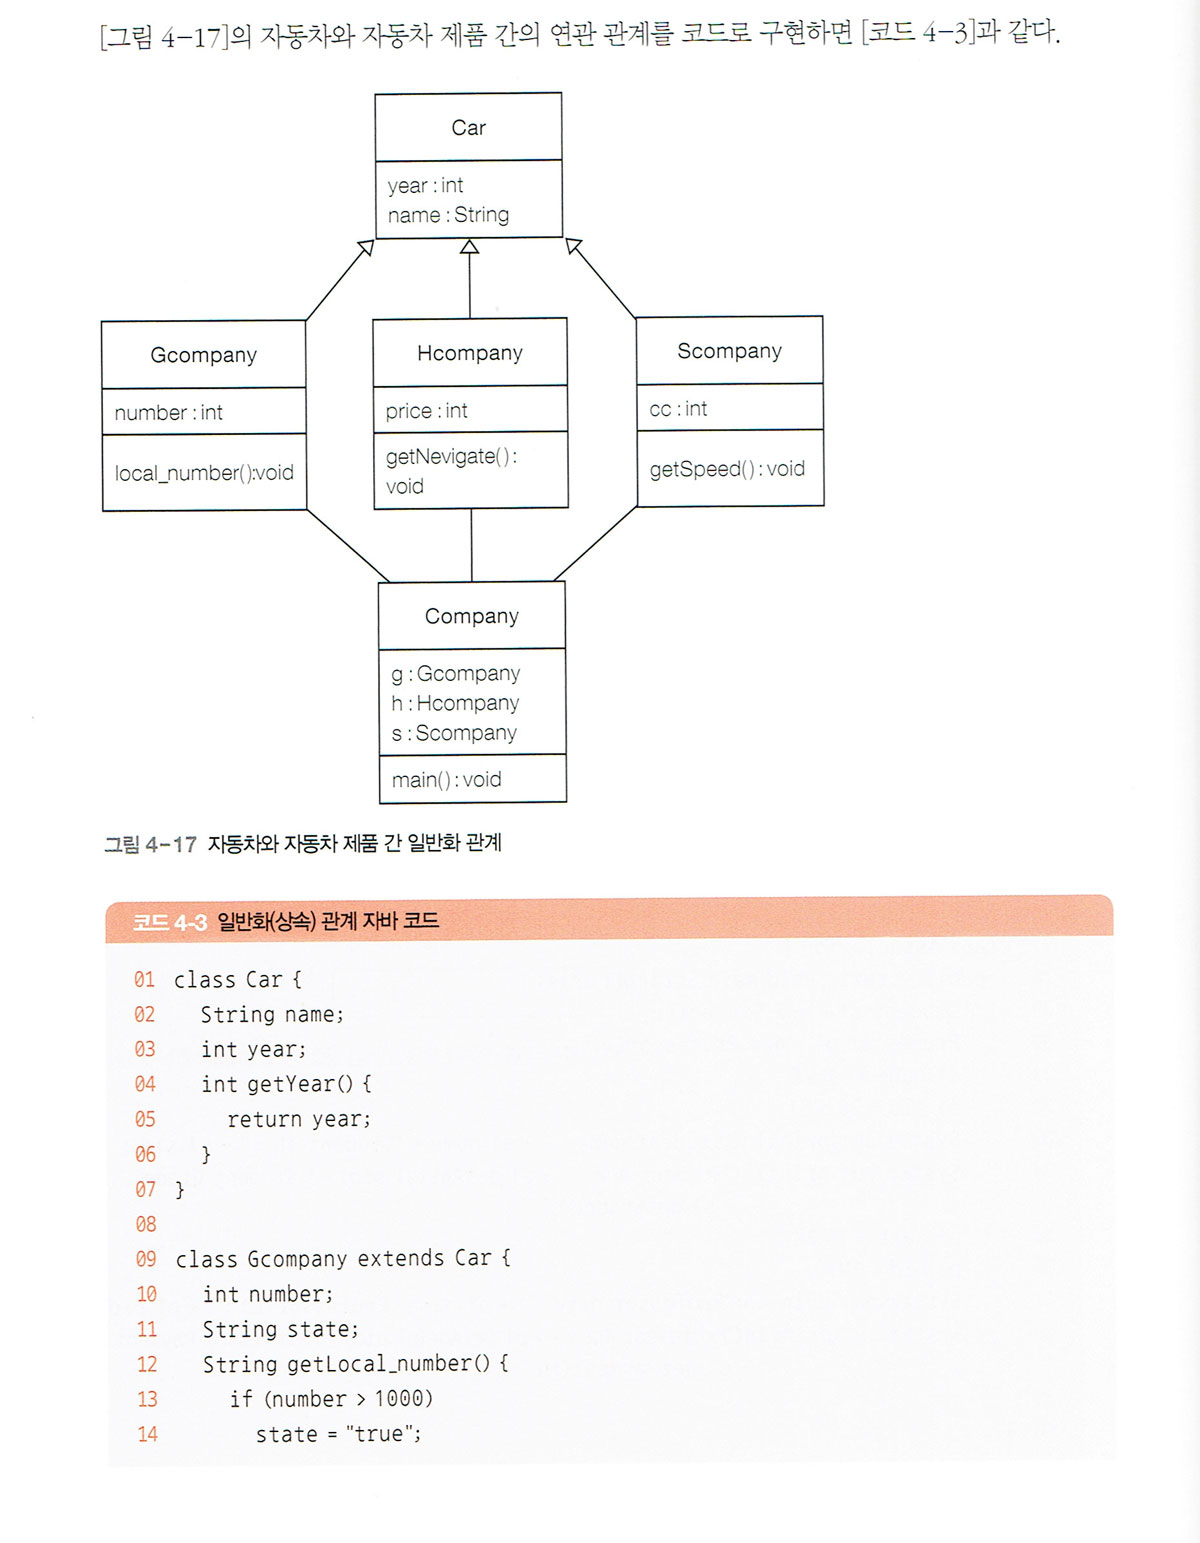 [그림 4-17]의 자동차와 자동차 제품 간의 연관 관계를 코드로 구현하면 [코드 4-3]과 같다.
Car
year : int
name : String
Gcompany
number : int
local_number():void
Hcompany
price : int
getNevigate() :
void
Scompany
cc : int
getSpeed() : void
Company
g : Gcompany
h : Hcompany
s : Scompany
main() : void
그림 4-17 자동차와 자동차 제품 간 일반화 관계
코드 4-3 일반화(상속) 관계 자바 코드
01 class Car {
02 String name;
03 int year;
04 int getYear() {
05 return year;
06 }
07 }
08
09 class Gcompany extends Car {
10 int number;
11 String state;
12 String getLocal_number() {
13 if (number > 1000)
14 state = "true";